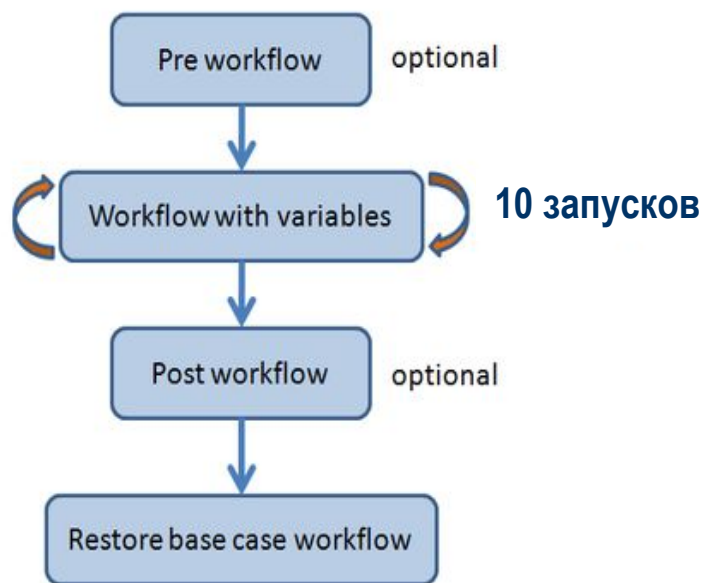 Pre workflow
optional
Workflow with variables
10 запусков
Post workflow
optional
Restore base case workflow